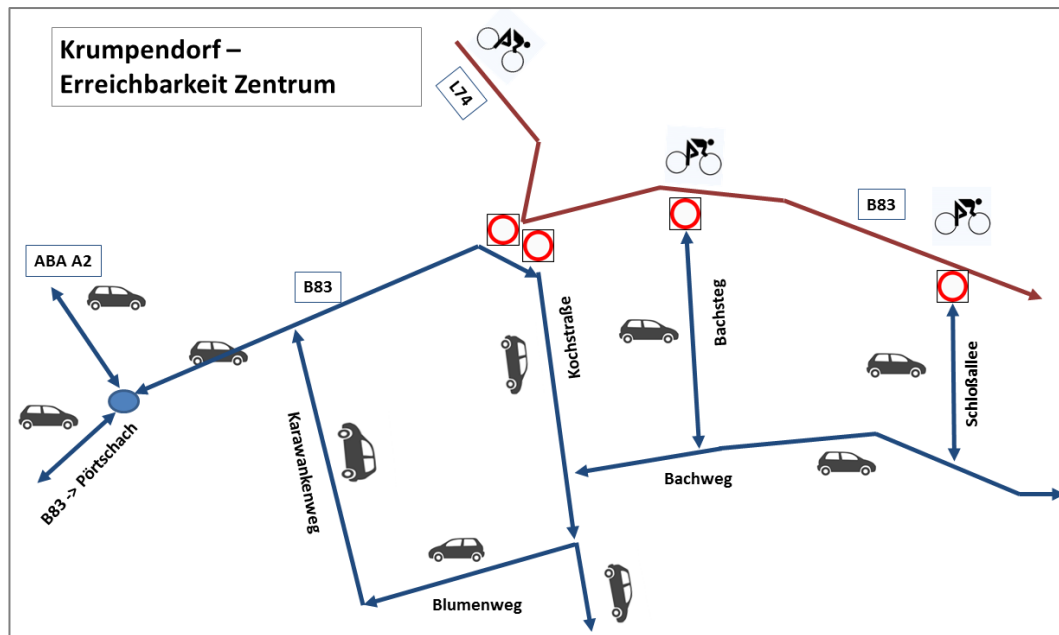 Krumpendorf –
Erreichbarkeit Zentrum
L74
B83
ABA A2
B83
Bachsteg
Kochstraße
Schloßallee
Karawankenweg
B83 -> Pörtschach
Bachweg
Blumenweg